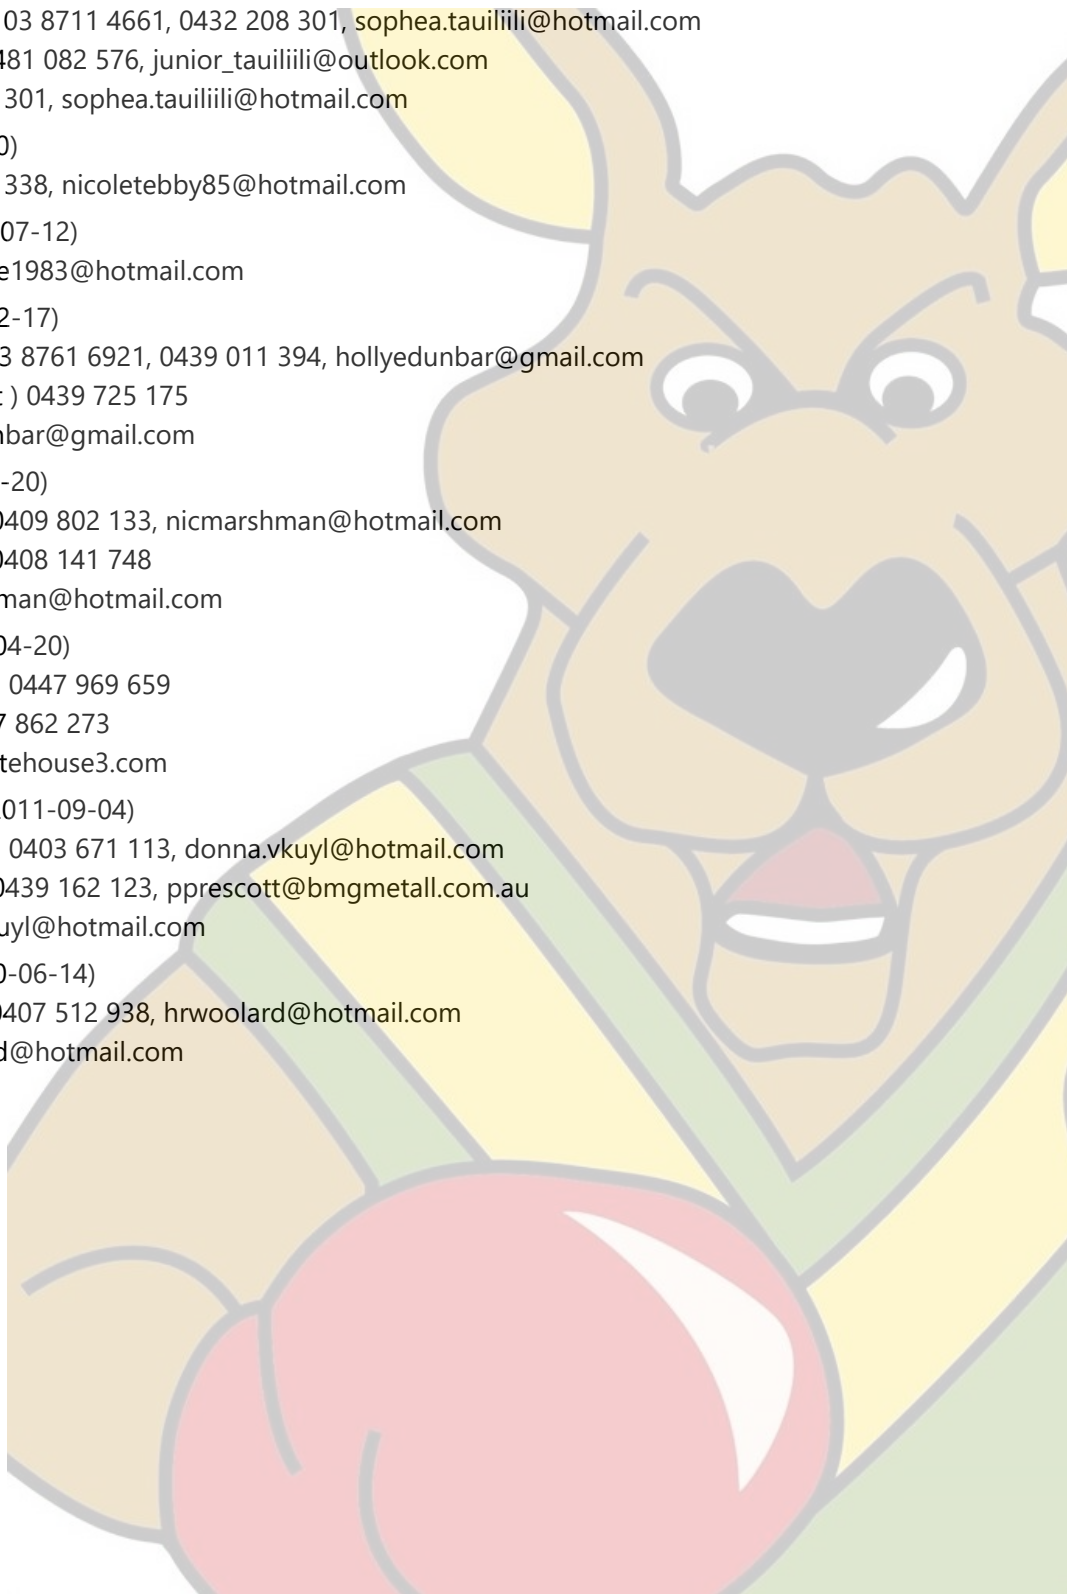 03 8711 4661, 0432 208 301, sophea.tauiliili@hotmail.com
481 082 576, junior_tauiliili@outlook.com
301, sophea.tauiliili@hotmail.com
0)
338, nicoletebby85@hotmail.com
07-12)
e1983@hotmail.com
2-17)
3 8761 6921, 0439 011 394, hollyedunbar@gmail.com
t ) 0439 725 175
nbar@gmail.com
-20)
0409 802 133, nicmarshman@hotmail.com
0408 141 748
man@hotmail.com
04-20)
0447 969 659
7 862 273
tehouse3.com
2011-09-04)
0403 671 113, donna.vkuyl@hotmail.com
0439 162 123, pprescott@bmgmetall.com.au
uyl@hotmail.com
0-06-14)
0407 512 938, hrwoolard@hotmail.com
d@hotmail.com